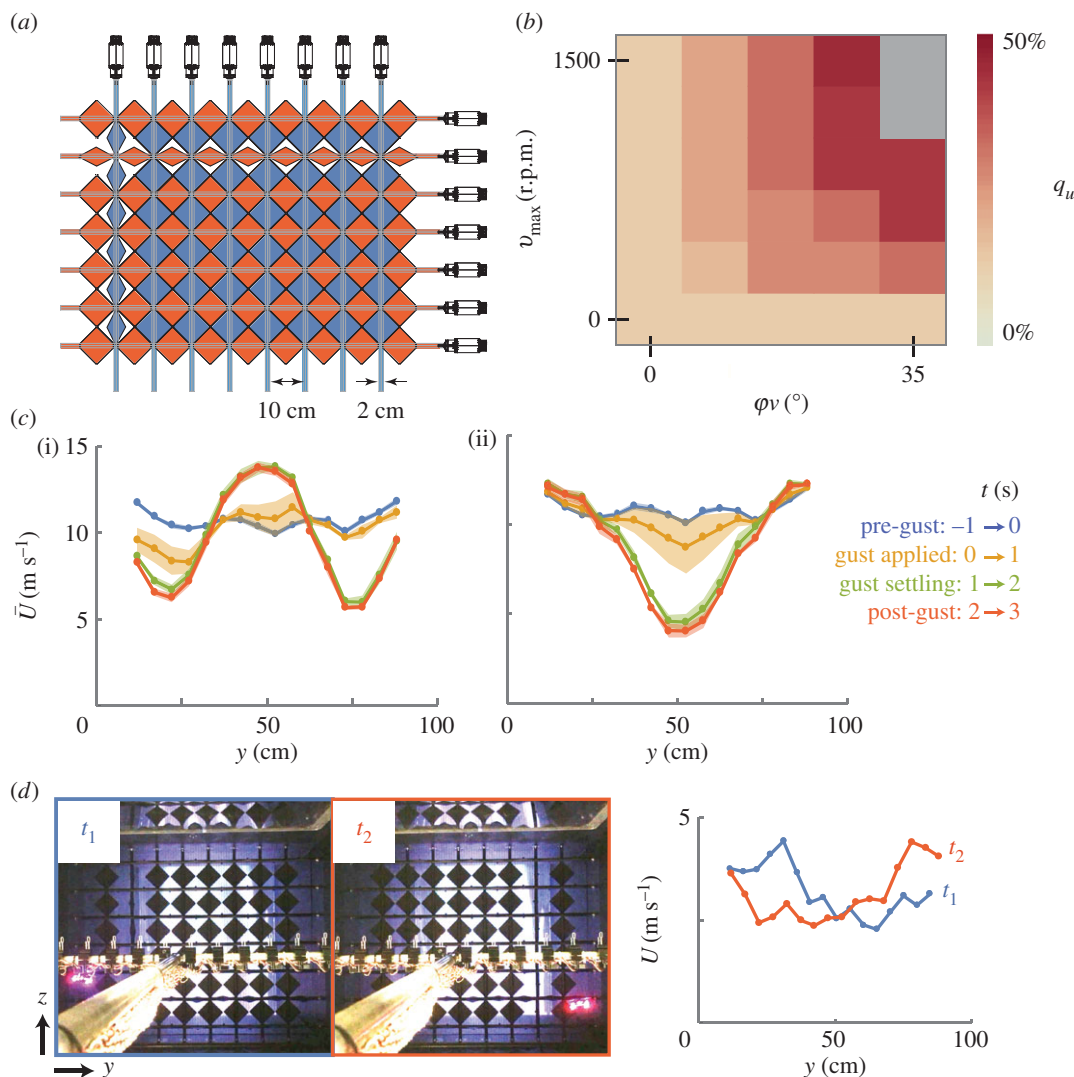 (a)
10 cm
2 cm
(b)
1500
0
υmax (r.p.m.)
0
35
φv (°)
50%
qu
0%
(c)
(i)
15
10
5
0
50
100
Ū (m s⁻¹)
y (cm)
(ii)
0
50
100
y (cm)
t (s)
pre-gust: –1 → 0
gust applied: 0 → 1
gust settling: 1 → 2
post-gust: 2 → 3
(d)
t1
t2
z
y
5
U (m s⁻¹)
t2
t1
0
100
y (cm)